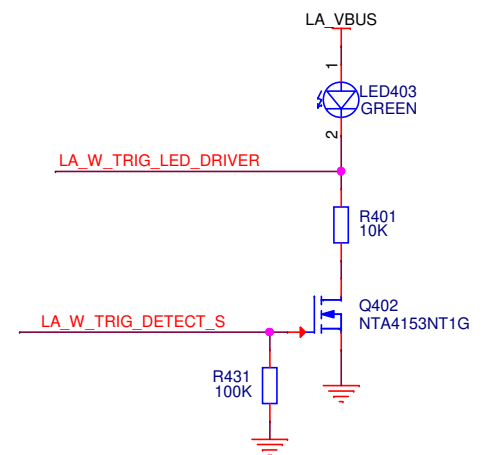 LA_VBUS
1
LED403
GREEN
2
LA_W_TRIG_LED_DRIVER
R401
10K
Q402
NTA4153NT1G
LA_W_TRIG_DETECT_S
R431
100K